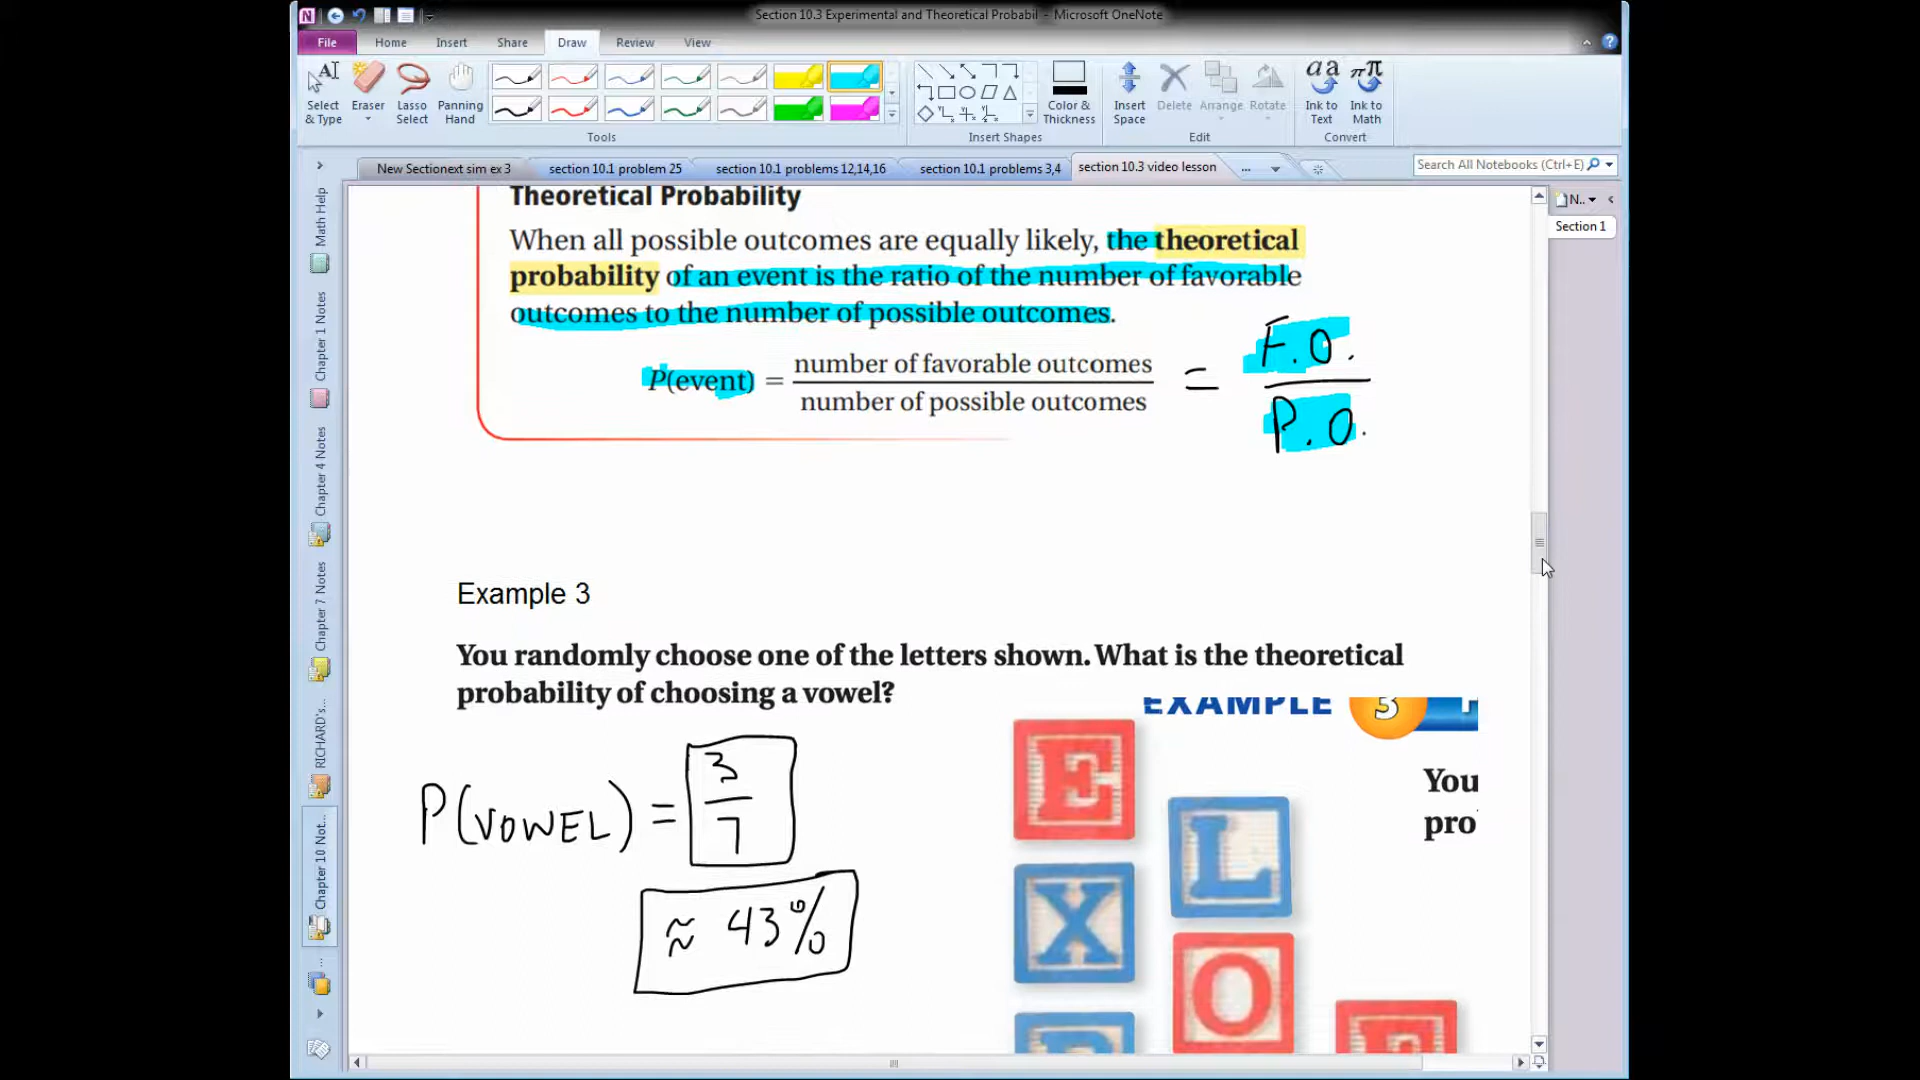 Section 10.3 Experimental and Theoretical Probabil - Microsoft OneNote
File Home Insert Share Draw Review View
Select & Type
Eraser
Lasso Select
Panning Hand
Color & Thickness
Insert Space
Delete
Arrange
Rotate
Ink to Text
Ink to Math
Tools
Insert Shapes
Edit
Convert
New Sectionext sim ex 3
section 10.1 problem 25
section 10.1 problems 12,14,16
section 10.1 problems 3,4
section 10.3 video lesson
...
Search All Notebooks (Ctrl+E)
N..
Section 1
Math Help
Chapter 1 Notes
Chapter 4 Notes
Chapter 7 Notes
RICHARD's...
Chapter 10 Not...
Theoretical Probability
When all possible outcomes are equally likely, the theoretical
probability of an event is the ratio of the number of favorable
outcomes to the number of possible outcomes.
P(event) = number of favorable outcomes / number of possible outcomes = F.O. / P.O.
Example 3
You randomly choose one of the letters shown. What is the theoretical
probability of choosing a vowel?
EXAMPLE 3
P(VOWEL) = 3/7
≈ 43%
You
pro
E
L
X
O